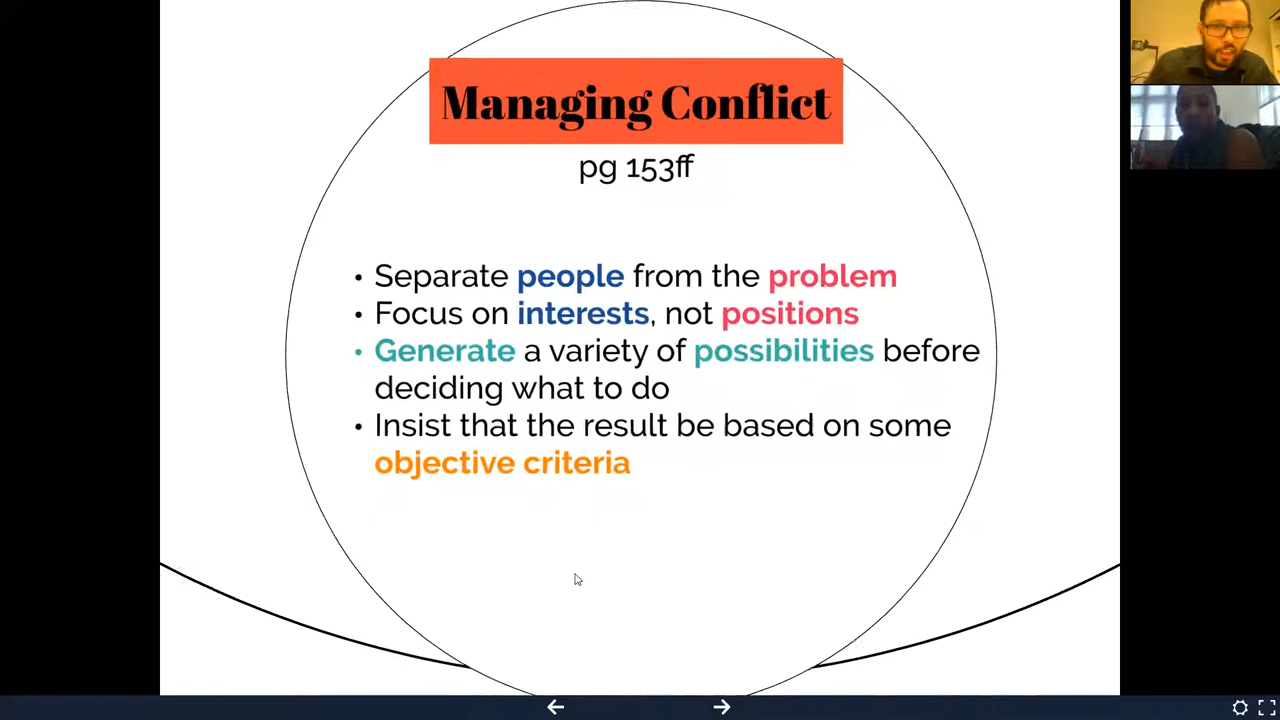 Managing Conflict
pg 153ff
• Separate people from the problem
• Focus on interests, not positions
• Generate a variety of possibilities before
deciding what to do
• Insist that the result be based on some
objective criteria